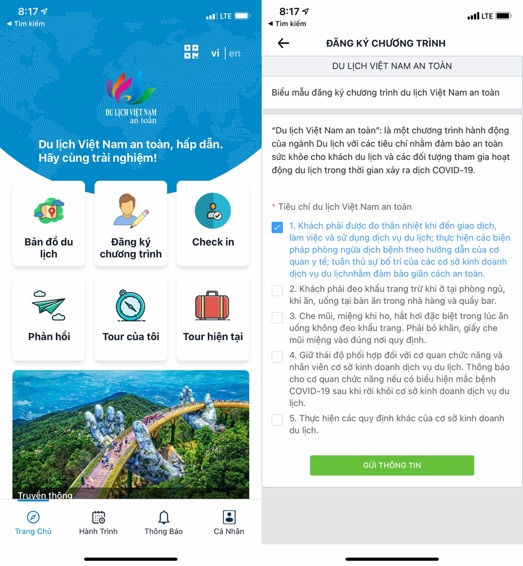 8:17
LTE
Tìm kiếm
vi | en
DU LỊCH VIỆT NAM
an toàn
Du lịch Việt Nam an toàn, hấp dẫn.
Hãy cùng trải nghiệm!
Bản đồ du
lịch
Đăng ký
chương trình
Check in
Phản hồi
Tour của tôi
Tour hiện tại
Truyền thông
Trang Chủ
Hành Trình
Thông Báo
Cá Nhân
8:17
LTE
Tìm kiếm
ĐĂNG KÝ CHƯƠNG TRÌNH
DU LỊCH VIỆT NAM AN TOÀN
Biểu mẫu đăng ký chương trình du lịch Việt Nam an toàn
“Du lịch Việt Nam an toàn”: là một chương trình hành động
của ngành Du lịch với các tiêu chí nhằm đảm bảo an toàn
sức khỏe cho khách du lịch và các đối tượng tham gia hoạt
động du lịch trong thời gian xảy ra dịch COVID-19.
* Tiêu chí du lịch Việt Nam an toàn
1. Khách phải được đo thân nhiệt khi đến giao dịch,
làm việc và sử dụng dịch vụ du lịch; thực hiện các biện
pháp phòng ngừa dịch bệnh theo hướng dẫn của cơ
quan y tế; tuân thủ sự bố trí của các cơ sở kinh doanh
dịch vụ du lịchnhằm đảm bảo giãn cách an toàn.
2. Khách phải đeo khẩu trang trừ khi ở tại phòng ngủ,
khi ăn, uống tại bàn ăn trong nhà hàng và quầy bar.
3. Che mũi, miệng khi ho, hắt hơi đặc biệt trong lúc ăn
uống không đeo khẩu trang. Phải bỏ khăn, giấy che
mũi miệng vào đúng nơi quy định.
4. Giữ thái độ phối hợp đối với cơ quan chức năng và
nhân viên cơ sở kinh doanh dịch vụ du lịch. Thông báo
cho cơ quan chức năng nếu có biểu hiện mắc bệnh
COVID-19 sau khi rời khỏi cơ sở kinh doanh dịch vụ du
lịch.
5. Thực hiện các quy định khác của cơ sở kinh doanh
du lịch.
GỬI THÔNG TIN